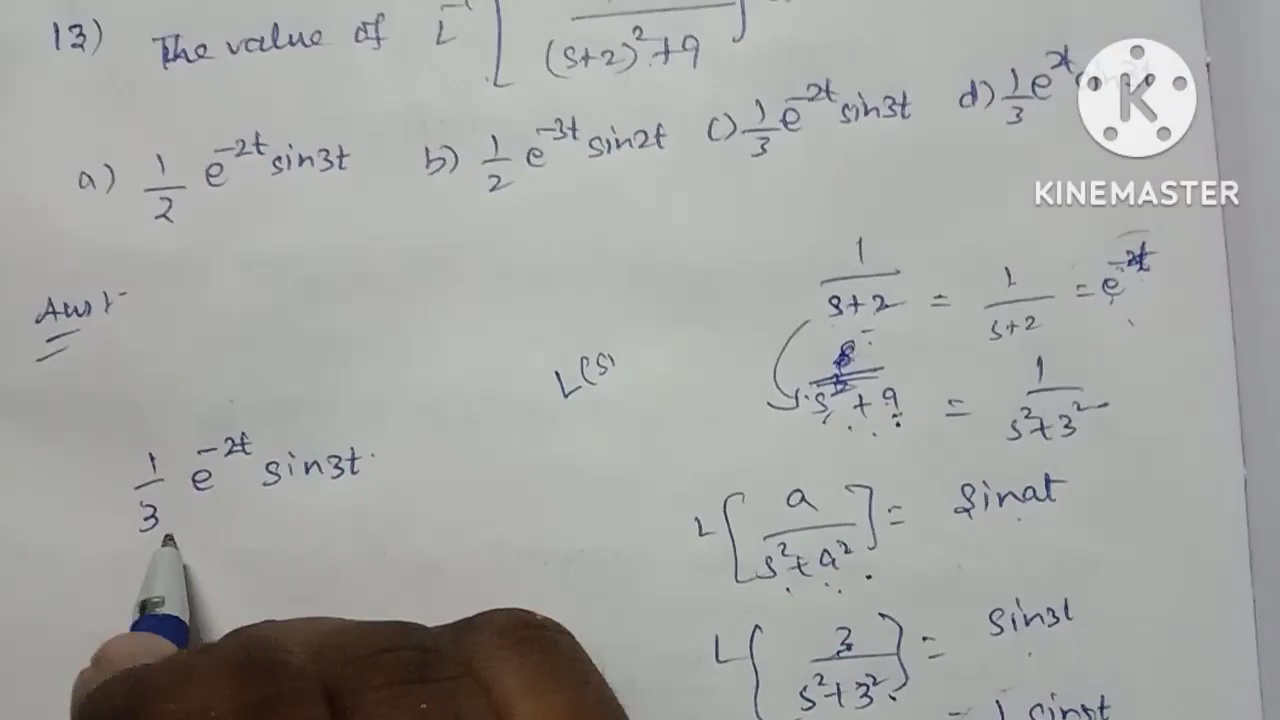 13) The value of L⁻¹ [ / (s+2)²+9 ]
a) 1/2 e^-2t sin3t b) 1/2 e^-3t sin2t c) 1/3 e^-2t sin3t d) 1/3 e^2t
KINEMASTER
Ans:-
1/(s+2) = 1/(s+2) = e^-2t
L(s)
s²+9 = 1/(s²+3²)
1/3 e^-2t sin3t.
L[a/(s²+a²)] = sinat
L[3/(s²+3²)] = sin3t